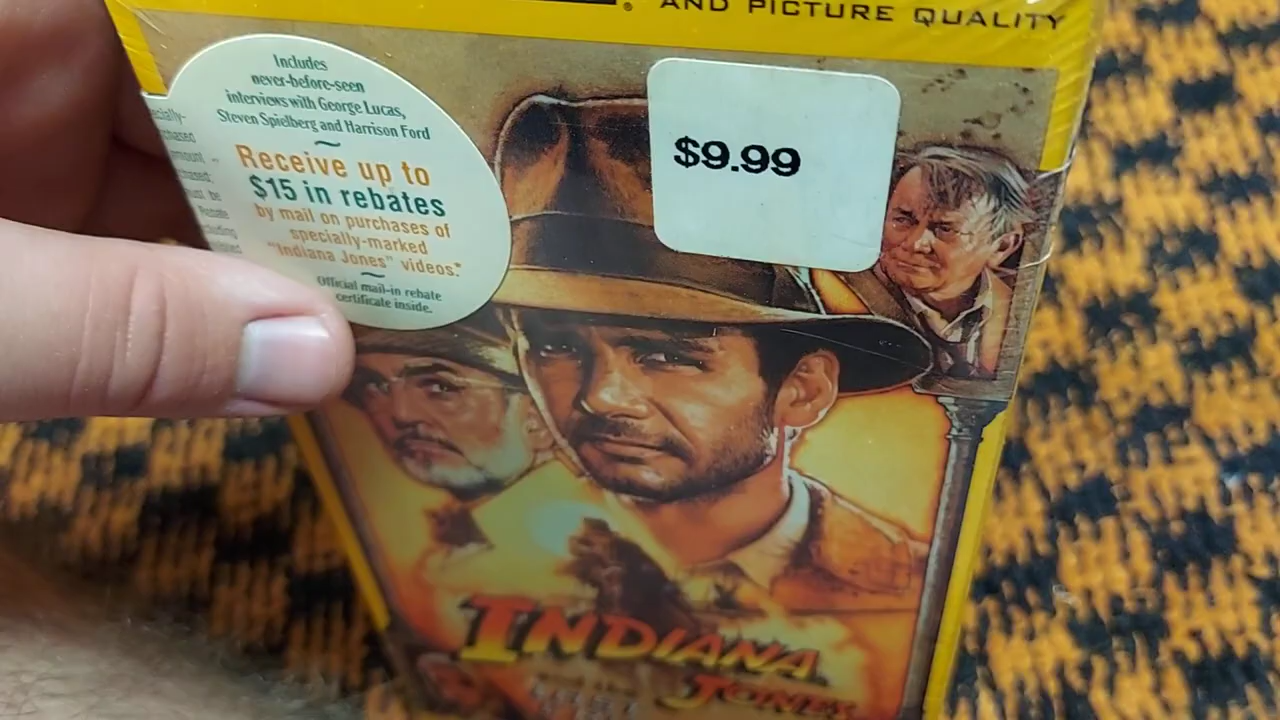 AND PICTURE QUALITY
Includes
never-before-seen
interviews with George Lucas,
Steven Spielberg and Harrison Ford
~
Receive up to
$15 in rebates
by mail on purchases of
specially-marked
"Indiana Jones" videos.*
~
Official mail-in rebate
certificate inside.
$9.99
INDIANA
JONES